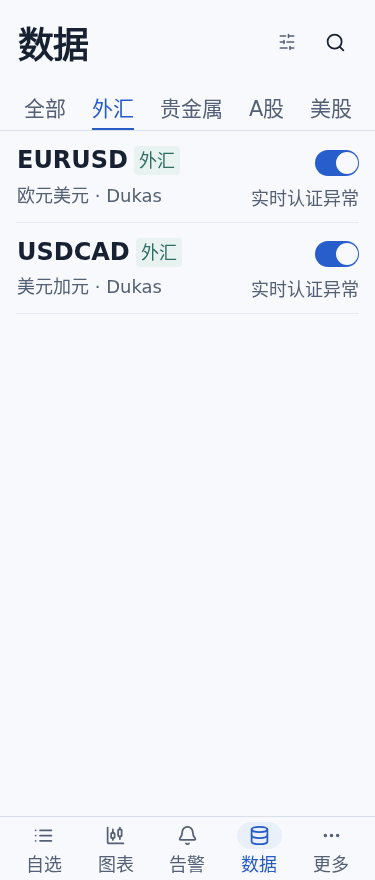 数据
全部 外汇 贵金属 A股 美股
EURUSD 外汇
欧元美元 · Dukas 实时认证异常
USDCAD 外汇
美元加元 · Dukas 实时认证异常
自选 图表 告警 数据 更多